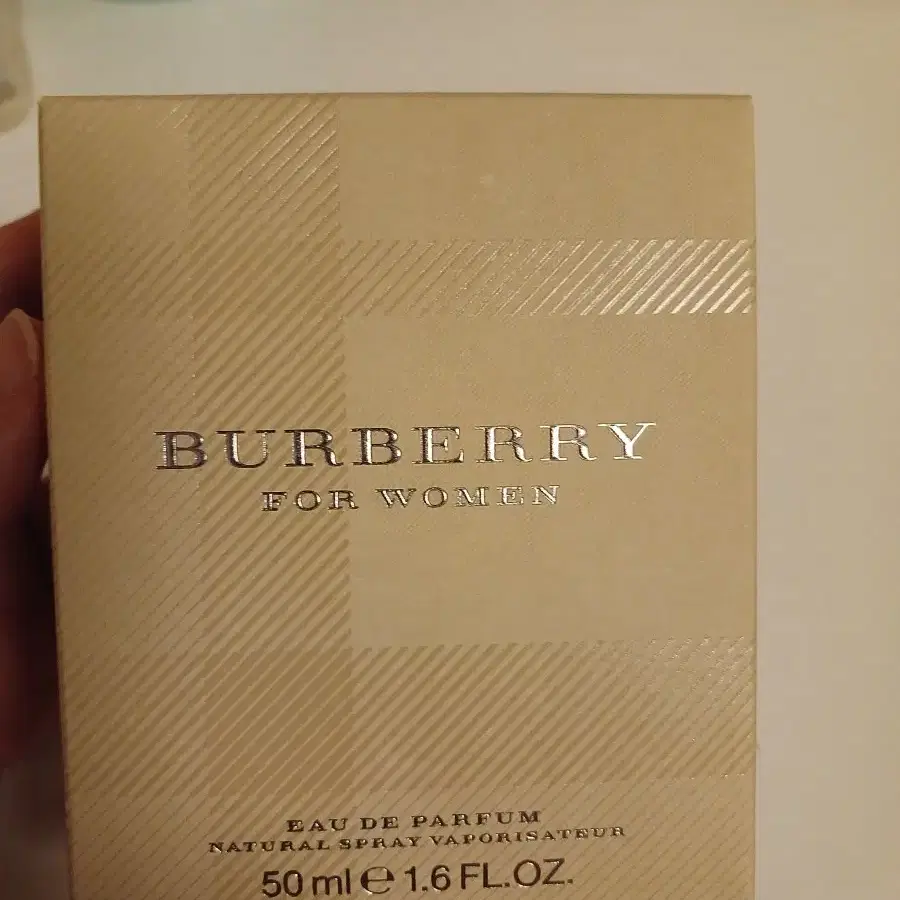 BURBERRY
FOR WOMEN
EAU DE PARFUM
NATURAL SPRAY VAPORISATEUR
50 ml ℮ 1.6 FL.OZ.